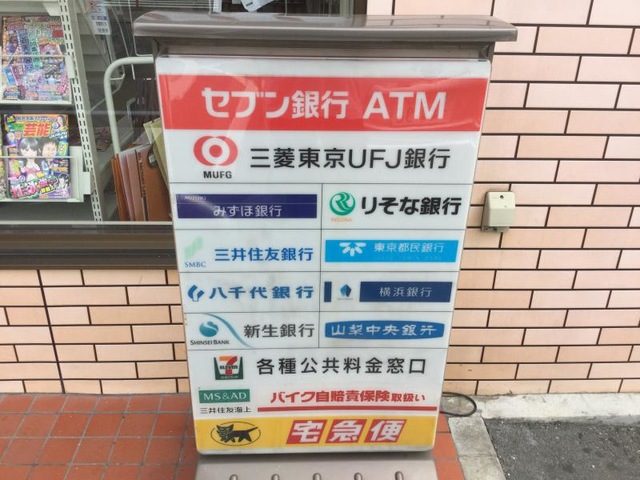 セブン銀行 ATM
MUFG
三菱東京UFJ銀行
みずほ銀行
RESONA
りそな銀行
SMBC
三井住友銀行
東京都民銀行
八千代銀行
横浜銀行
SHINSEI BANK
新生銀行
山梨中央銀行
各種公共料金窓口
MS&AD
三井住友海上
バイク自賠責保険取扱い
宅急便
芸能